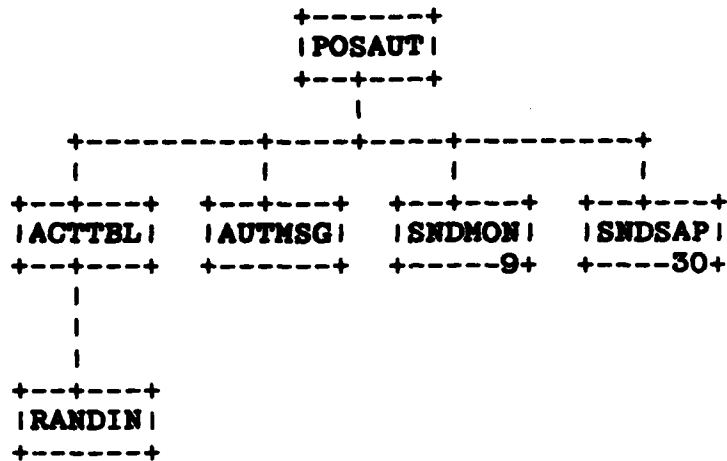 POSAUT
ACTTBL AUTMSG SNDMON SNDSAP
9 30
RANDIN